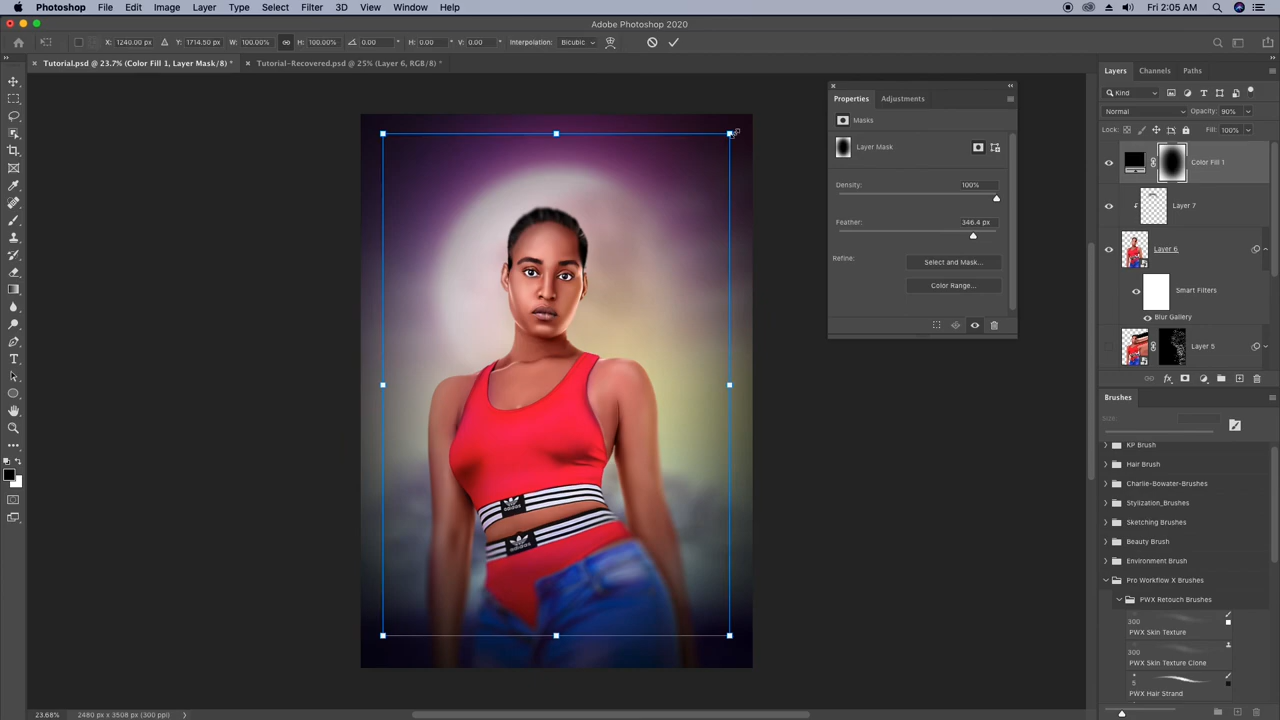 Photoshop File Edit Image Layer Type Select Filter 3D View Window Help Fri 2:05 AM
Adobe Photoshop 2020
X: 1240.00 px Y: 1714.50 px W: 100.00% H: 100.00% 0.00 ° H: 0.00 ° V: 0.00 ° Interpolation: Bicubic
Tutorial.psd @ 23.7% (Color Fill 1, Layer Mask/8) * Tutorial-Recovered.psd @ 25% (Layer 6, RGB/8) *
Properties Adjustments
Masks
Layer Mask
Density: 100%
Feather: 346.4 px
Refine: Select and Mask...
Color Range...
Layers Channels Paths
Kind
Normal Opacity: 90%
Lock: Fill: 100%
Color Fill 1
Layer 7
Layer 6
Smart Filters
Blur Gallery
Layer 5
Brushes
Size:
KP Brush
Hair Brush
Charlie-Bowater-Brushes
Stylization_Brushes
Sketching Brushes
Beauty Brush
Environment Brush
Pro Workflow X Brushes
PWX Retouch Brushes
300
PWX Skin Texture
300
PWX Skin Texture Clone
5
PWX Hair Strand
adidas
adidas
23.68% 2480 px x 3508 px (300 ppi)